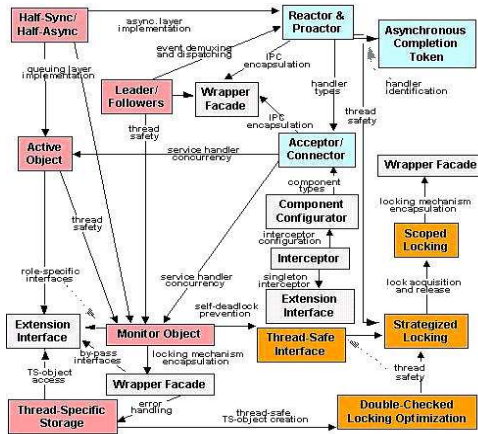 Half-Sync/
Half-Async
async. layer
implementation
Reactor &
Proactor
Asynchronous
Completion
Token
event demuxing
and dispatching
queuing layer
implementation
IPC
encapsulation
Leader/
Followers
Wrapper
Facade
handler
types
handler
identification
thread
safety
IPC
encapsulation
thread
safety
Active
Object
service handler
concurrency
Acceptor/
Connector
Wrapper Facade
component
types
locking mechanism
encapsulation
Component
Configurator
thread
safety
interceptor
configuration
Scoped
Locking
Interceptor
role-specific
interfaces
service handler
concurrency
singleton
interceptor
lock acquisition
and release
self-deadlock
prevention
Extension
Interface
Extension
Interface
Monitor Object
Thread-Safe
Interface
Strategized
Locking
by-pass
interfaces
locking mechanism
encapsulation
TS-object
access
Wrapper Facade
thread
safety
error
handling
Thread-Specific
Storage
thread-safe
TS-object creation
Double-Checked
Locking Optimization